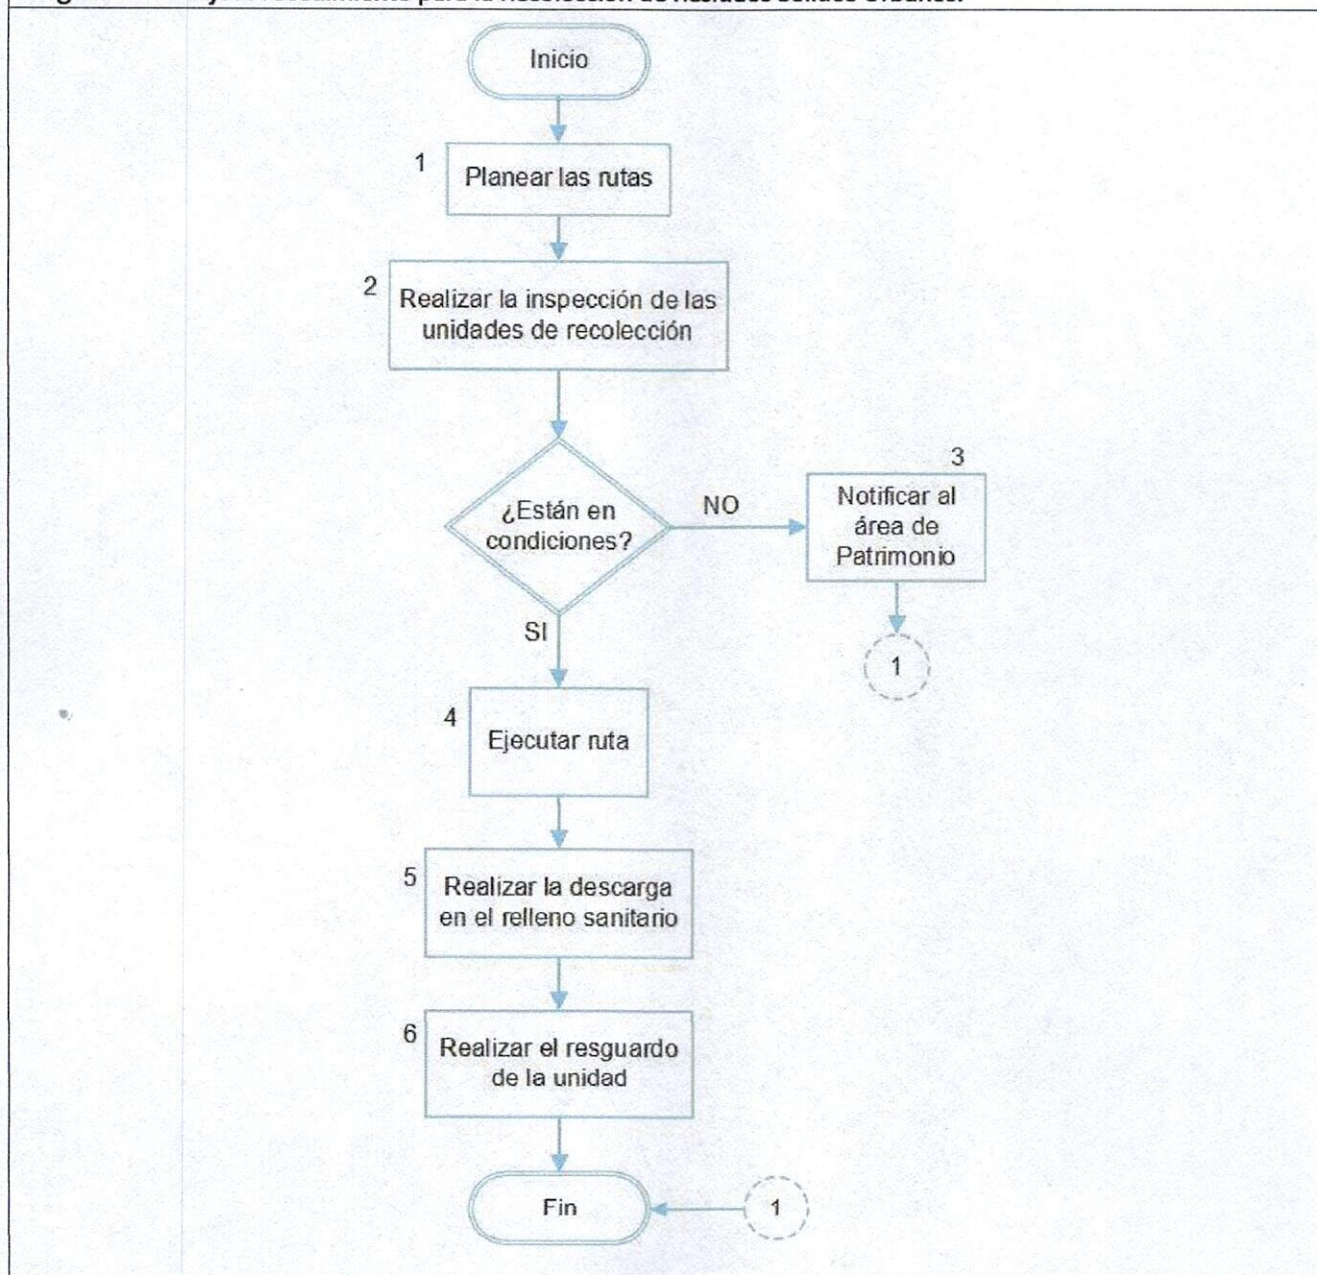 Inicio
1
Planear las rutas
2
Realizar la inspección de las
unidades de recolección
¿Están en
condiciones?
NO
3
Notificar al
área de
Patrimonio
1
SI
4
Ejecutar ruta
5
Realizar la descarga
en el relleno sanitario
6
Realizar el resguardo
de la unidad
Fin
1